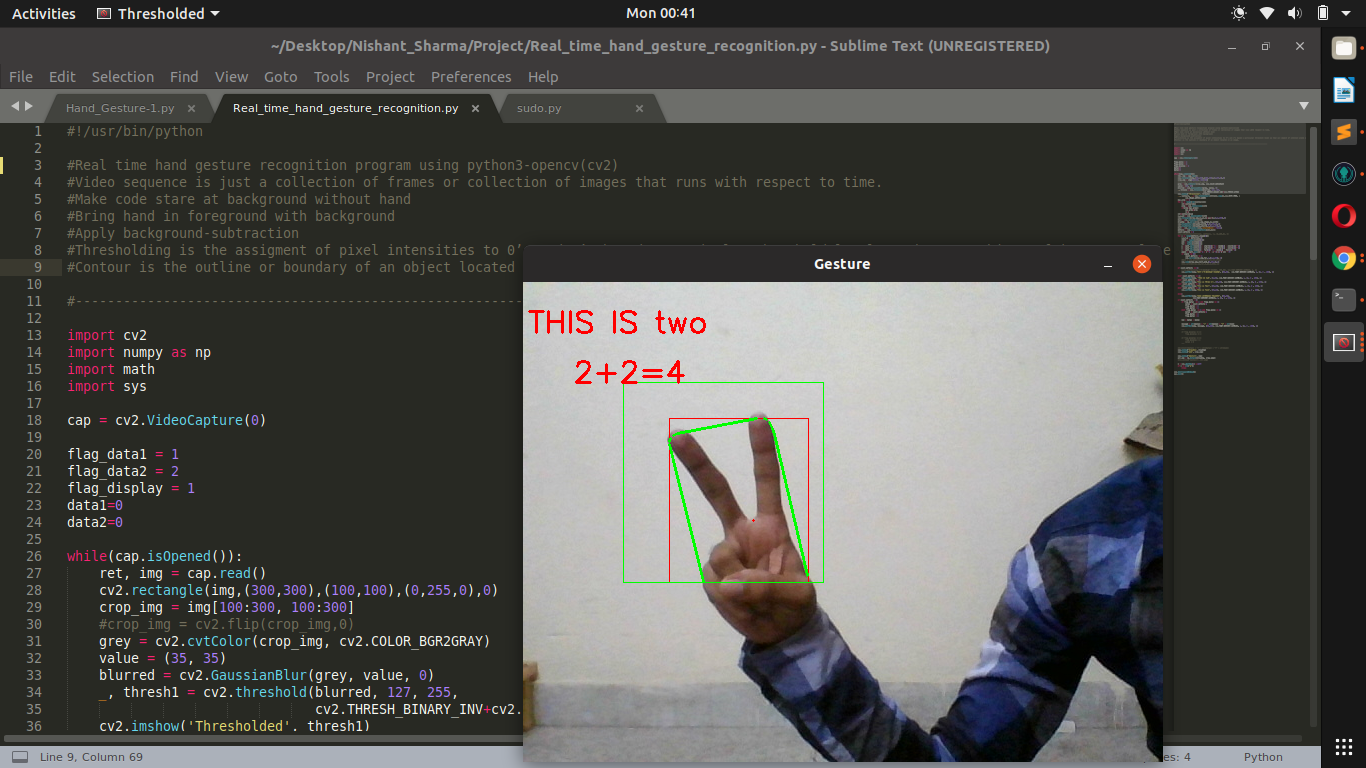 Activities Thresholded Mon 00:41
~/Desktop/Nishant_Sharma/Project/Real_time_hand_gesture_recognition.py - Sublime Text (UNREGISTERED)
File Edit Selection Find View Goto Tools Project Preferences Help
Hand_Gesture-1.py Real_time_hand_gesture_recognition.py sudo.py
1 #!/usr/bin/python
2
3 #Real time hand gesture recognition program using python3-opencv(cv2)
4 #Video sequence is just a collection of frames or collection of images that runs with respect to time.
5 #Make code stare at background without hand
6 #Bring hand in foreground with background
7 #Apply background-subtraction
8 #Thresholding is the assigment of pixel intensities to 0
9 #Contour is the outline or boundary of an object located
10
11 #-------------------------------------------------------
12
13 import cv2
14 import numpy as np
15 import math
16 import sys
17
18 cap = cv2.VideoCapture(0)
19
20 flag_data1 = 1
21 flag_data2 = 2
22 flag_display = 1
23 data1=0
24 data2=0
25
26 while(cap.isOpened()):
27 ret, img = cap.read()
28 cv2.rectangle(img,(300,300),(100,100),(0,255,0),0)
29 crop_img = img[100:300, 100:300]
30 #crop_img = cv2.flip(crop_img,0)
31 grey = cv2.cvtColor(crop_img, cv2.COLOR_BGR2GRAY)
32 value = (35, 35)
33 blurred = cv2.GaussianBlur(grey, value, 0)
34 _, thresh1 = cv2.threshold(blurred, 127, 255,
35 cv2.THRESH_BINARY_INV+cv2.
36 cv2.imshow('Thresholded', thresh1)
Gesture
THIS IS two
2+2=4
Line 9, Column 69
es: 4 Python